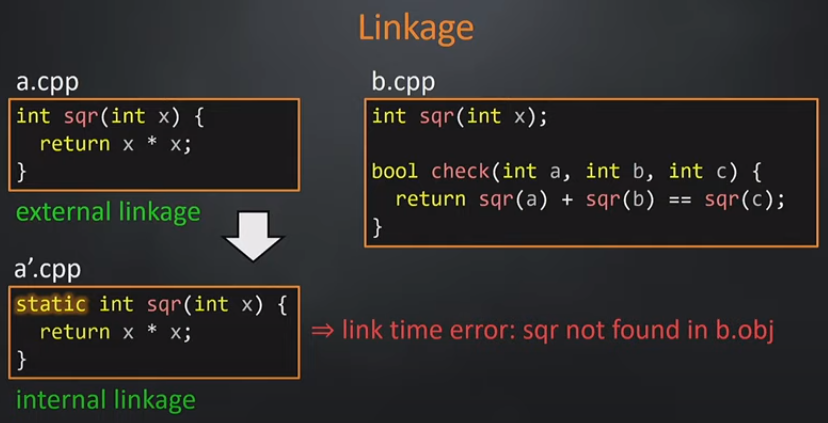 Linkage
a.cpp
int sqr(int x) {
  return x * x;
}
external linkage
b.cpp
int sqr(int x);

bool check(int a, int b, int c) {
  return sqr(a) + sqr(b) == sqr(c);
}
a’.cpp
static int sqr(int x) {
  return x * x;
}
internal linkage
⇒ link time error: sqr not found in b.obj